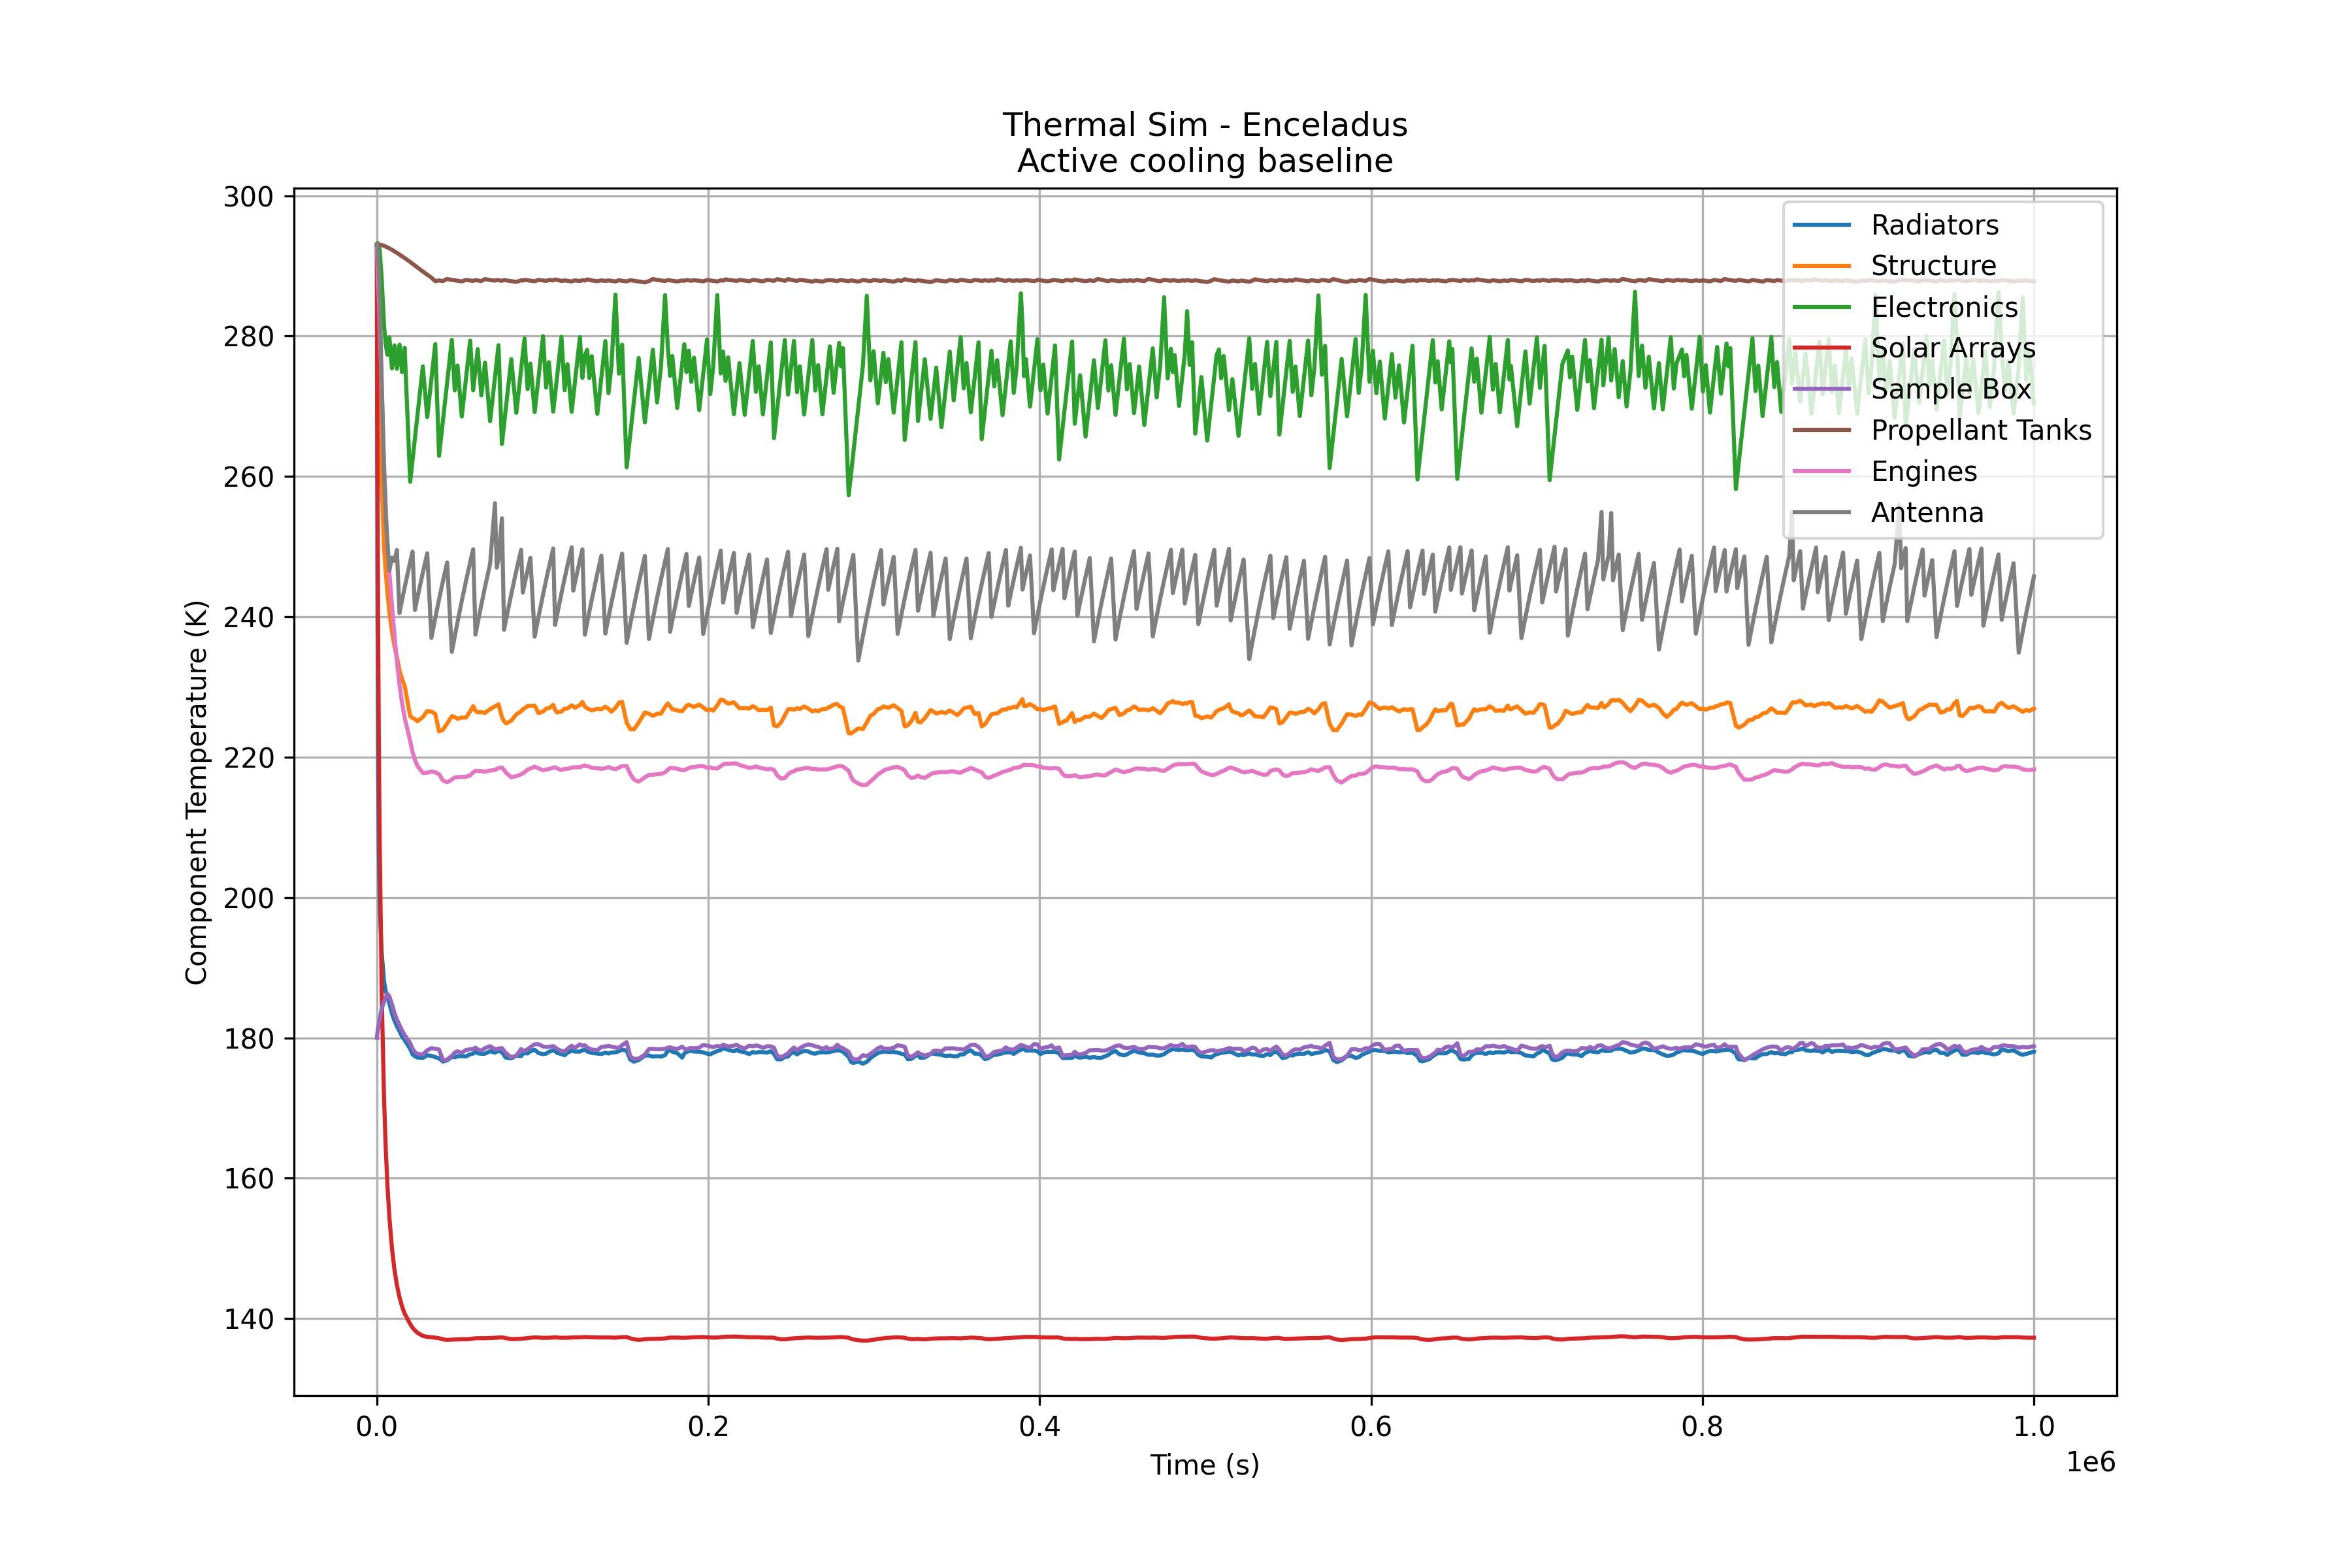 Thermal Sim - Enceladus
Active cooling baseline
Component Temperature (K)
300
280
260
240
220
200
180
160
140
Radiators
Structure
Electronics
Solar Arrays
Sample Box
Propellant Tanks
Engines
Antenna
0.0 0.2 0.4 0.6 0.8 1.0
1e6
Time (s)